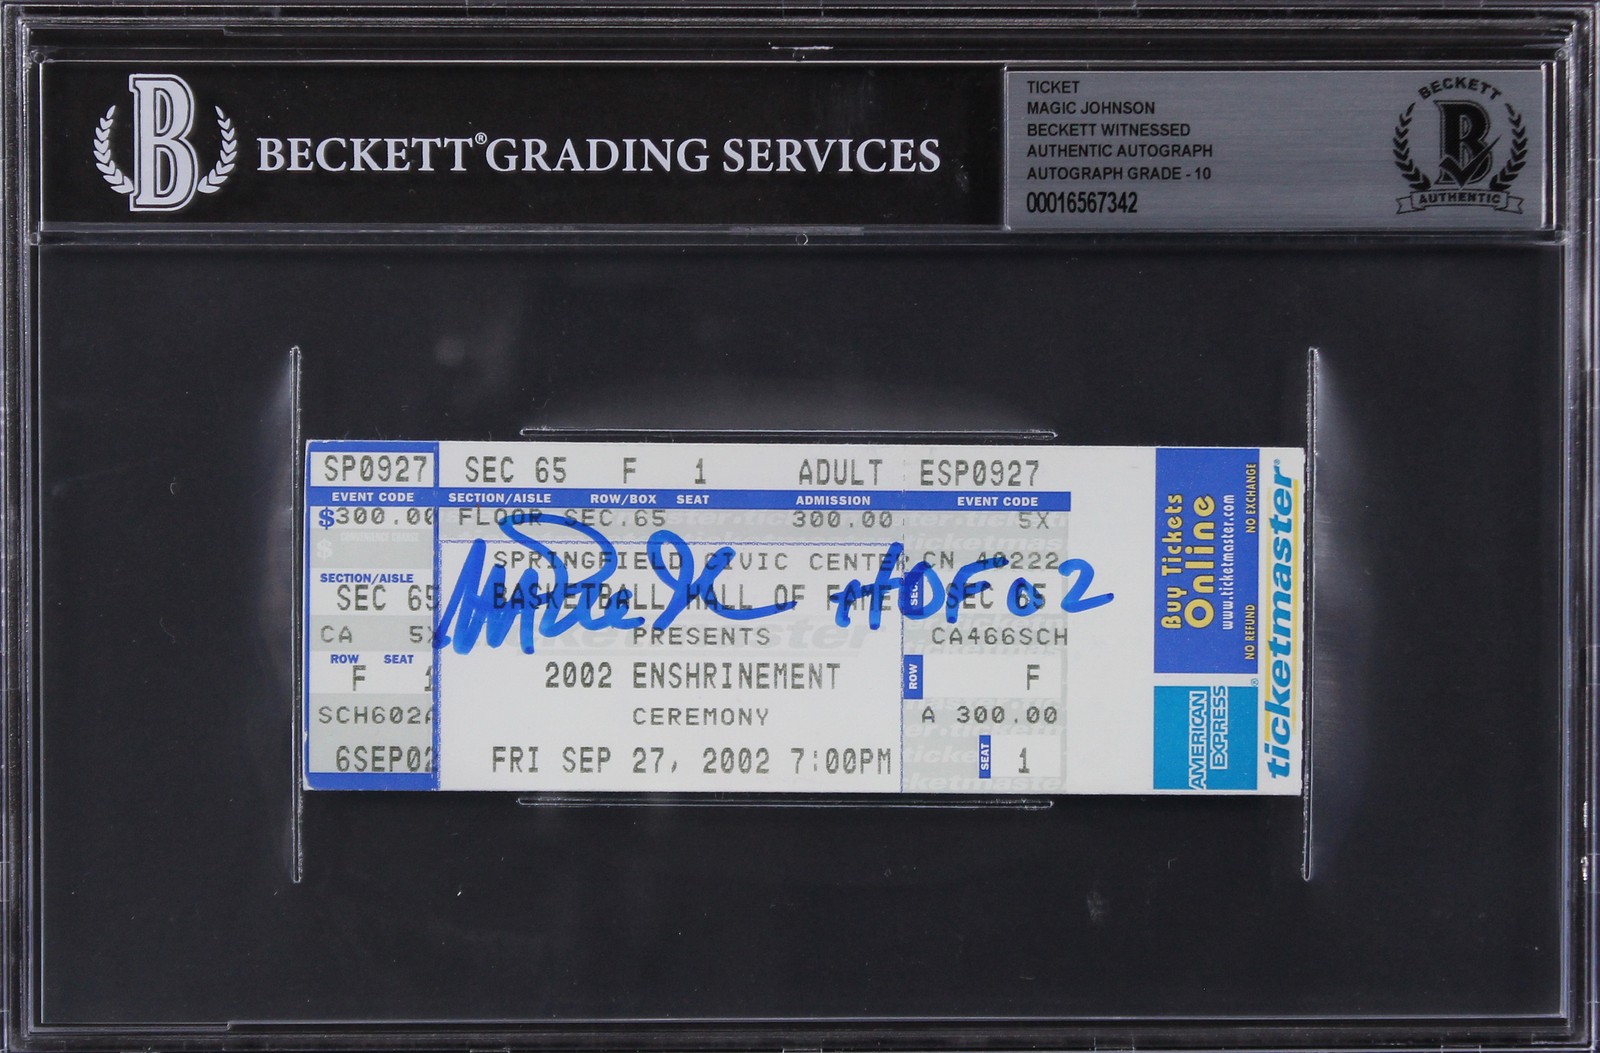 BECKETT® GRADING SERVICES
TICKET
MAGIC JOHNSON
BECKETT WITNESSED
AUTHENTIC AUTOGRAPH
AUTOGRAPH GRADE - 10
00016567342
BECKETT
B
AUTHENTIC
SP0927 SEC 65 F 1 ADULT ESP0927
EVENT CODE SECTION/AISLE ROW/BOX SEAT ADMISSION EVENT CODE
$300.00 FLOOR SEC.65 300.00 5X
$ CONVENIENCE CHARGE
SPRINGFIELD CIVIC CENTER CN 40222
SECTION/AISLE
SEC 65 BASKETBALL HALL OF FAME SEC 65
HOF 02
CA 5X PRESENTS CA466SCH
ROW SEAT
F 1 2002 ENSHRINEMENT ROW F
SCH602A CEREMONY A 300.00
6SEP02 FRI SEP 27, 2002 7:00PM SEAT 1
Buy Tickets
Online
www.ticketmaster.com
NO REFUND NO EXCHANGE
AMERICAN
EXPRESS
ticketmaster®